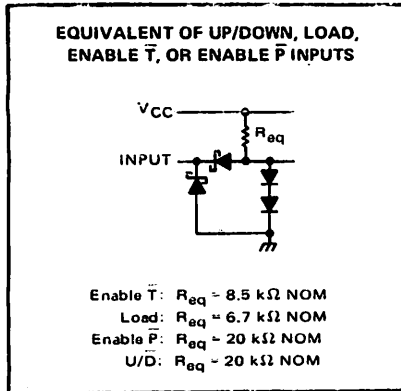 EQUIVALENT OF UP/DOWN, LOAD,
ENABLE T̅, OR ENABLE P̅ INPUTS
VCC
Req
INPUT
Enable T̅: Req = 8.5 kΩ NOM
Load: Req = 6.7 kΩ NOM
Enable P̅: Req = 20 kΩ NOM
U/D̅: Req = 20 kΩ NOM